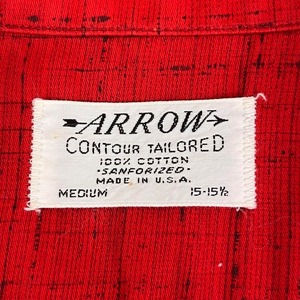 ARROW
CONTOUR TAILORED
100% COTTON
"SANFORIZED"
MADE IN U.S.A.
MEDIUM 15-15½